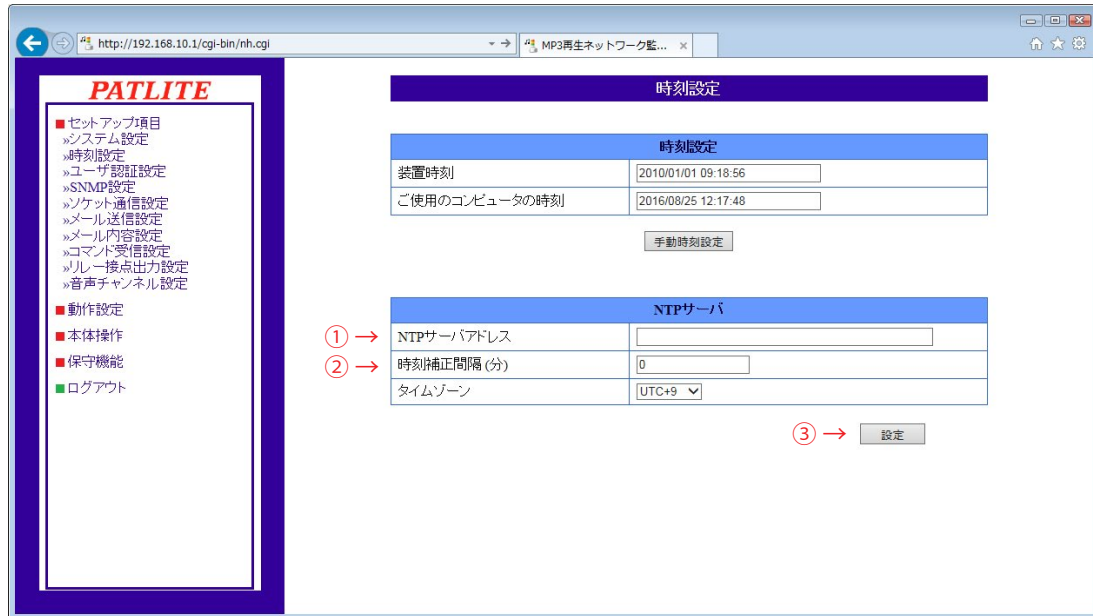 http://192.168.10.1/cgi-bin/nh.cgi
MP3再生ネットワーク監...
PATLITE
セットアップ項目
»システム設定
»時刻設定
»ユーザ認証設定
»SNMP設定
»ソケット通信設定
»メール送信設定
»メール内容設定
»コマンド受信設定
»リレー接点出力設定
»音声チャンネル設定
動作設定
本体操作
保守機能
ログアウト
時刻設定
時刻設定
装置時刻 2010/01/01 09:18:56
ご使用のコンピュータの時刻 2016/08/25 12:17:48
手動時刻設定
NTPサーバ
① → NTPサーバアドレス
② → 時刻補正間隔(分) 0
タイムゾーン UTC+9
③ → 設定